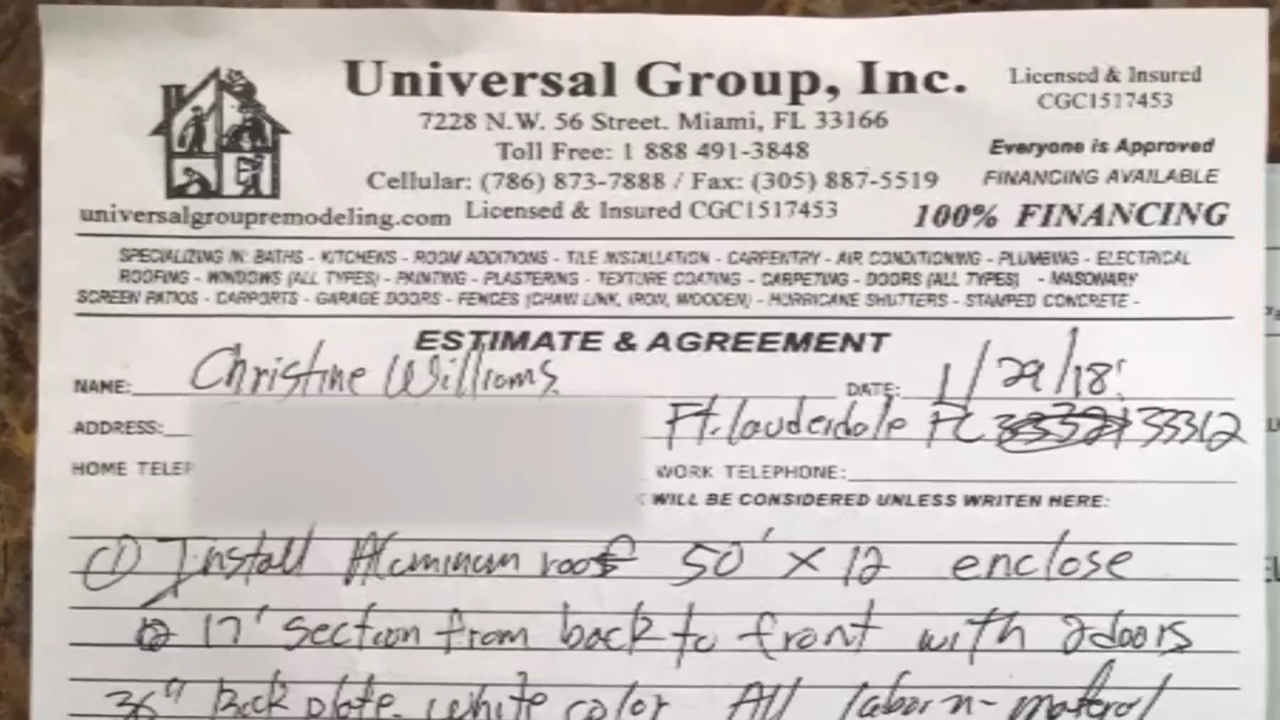 Universal Group, Inc.
Licensed & Insured
CGC1517453
7228 N.W. 56 Street. Miami, FL 33166
Toll Free: 1 888 491-3848
Everyone is Approved
Cellular: (786) 873-7888 / Fax: (305) 887-5519
FINANCING AVAILABLE
universalgroupremodeling.com Licensed & Insured CGC1517453
100% FINANCING
SPECIALIZING IN: BATHS - KITCHENS - ROOM ADDITIONS - TILE INSTALLATION - CARPENTRY - AIR CONDITIONING - PLUMBING - ELECTRICAL
ROOFING - WINDOWS (ALL TYPES) - PAINTING - PLASTERING - TEXTURE COATING - CARPETING - DOORS (ALL TYPES) - MASONARY
SCREEN PATIOS - CARPORTS - GARAGE DOORS - FENCES (CHAIN LINK, IRON, WOODEN) - HURRICANE SHUTTERS - STAMPED CONCRETE -
ESTIMATE & AGREEMENT
NAME: Christine Williams DATE: 1/29/18
ADDRESS: Ft. Lauderdale FL 33312
HOME TELEP WORK TELEPHONE:
WILL BE CONSIDERED UNLESS WRITEN HERE:
① Install Aluminum roof 50' X 12 enclose
17' section from back to front with 2 doors
36" Back plate white color All labor n- material